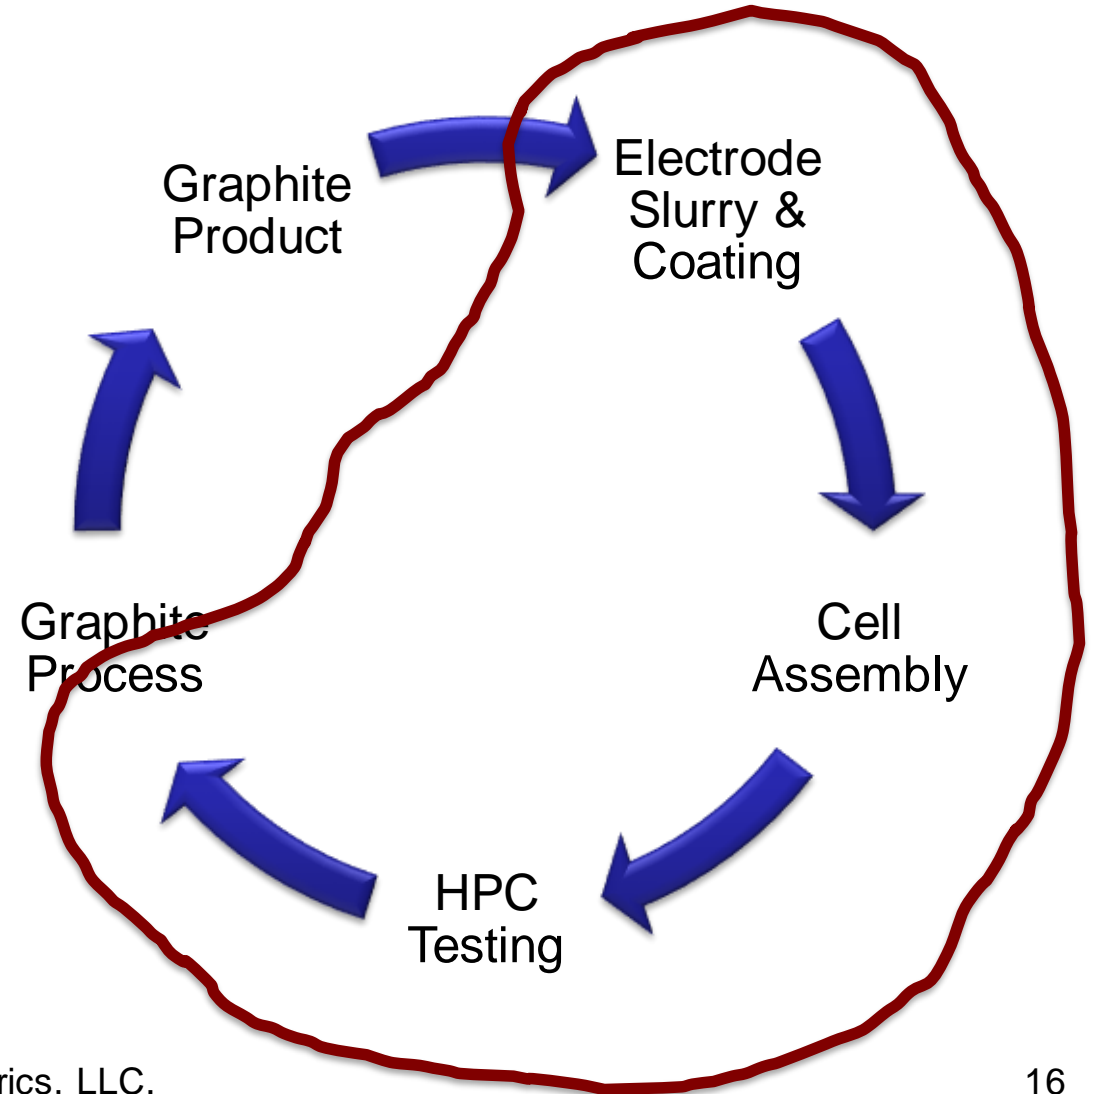 Graphite
Product
Electrode
Slurry &
Coating
Cell
Assembly
HPC
Testing
Graphite
Process
rics, LLC.
16